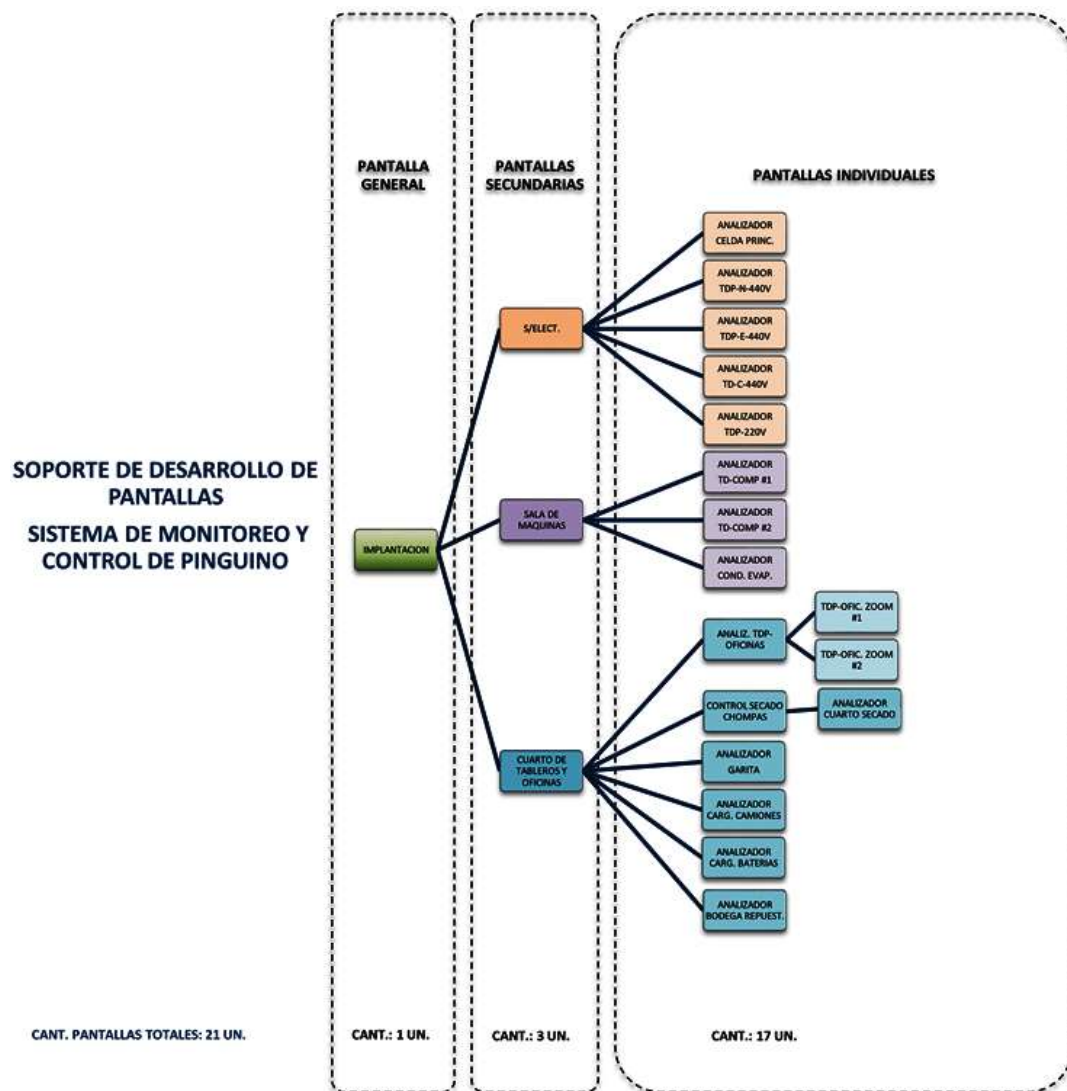 PANTALLA
GENERAL
PANTALLAS
SECUNDARIAS
PANTALLAS INDIVIDUALES
SOPORTE DE DESARROLLO DE
PANTALLAS
SISTEMA DE MONITOREO Y
CONTROL DE PINGUINO
IMPLANTACION
S/ELECT.
ANALIZADOR
CELDA PRINC.
ANALIZADOR
TDP-N-440V
ANALIZADOR
TDP-E-440V
ANALIZADOR
TD-C-440V
ANALIZADOR
TDP-220V
SALA DE
MAQUINAS
ANALIZADOR
TD-COMP #1
ANALIZADOR
TD-COMP #2
ANALIZADOR
COND. EVAP.
CUARTO DE
TABLEROS Y
OFICINAS
ANALIZ. TDP-
OFICINAS
TDP-OFIC. ZOOM
#1
TDP-OFIC. ZOOM
#2
CONTROL SECADO
CHOMPAS
ANALIZADOR
CUARTO SECADO
ANALIZADOR
GARITA
ANALIZADOR
CARG. CAMIONES
ANALIZADOR
CARG. BATERIAS
ANALIZADOR
BODEGA REPUEST.
CANT. PANTALLAS TOTALES: 21 UN.
CANT.: 1 UN.
CANT.: 3 UN.
CANT.: 17 UN.